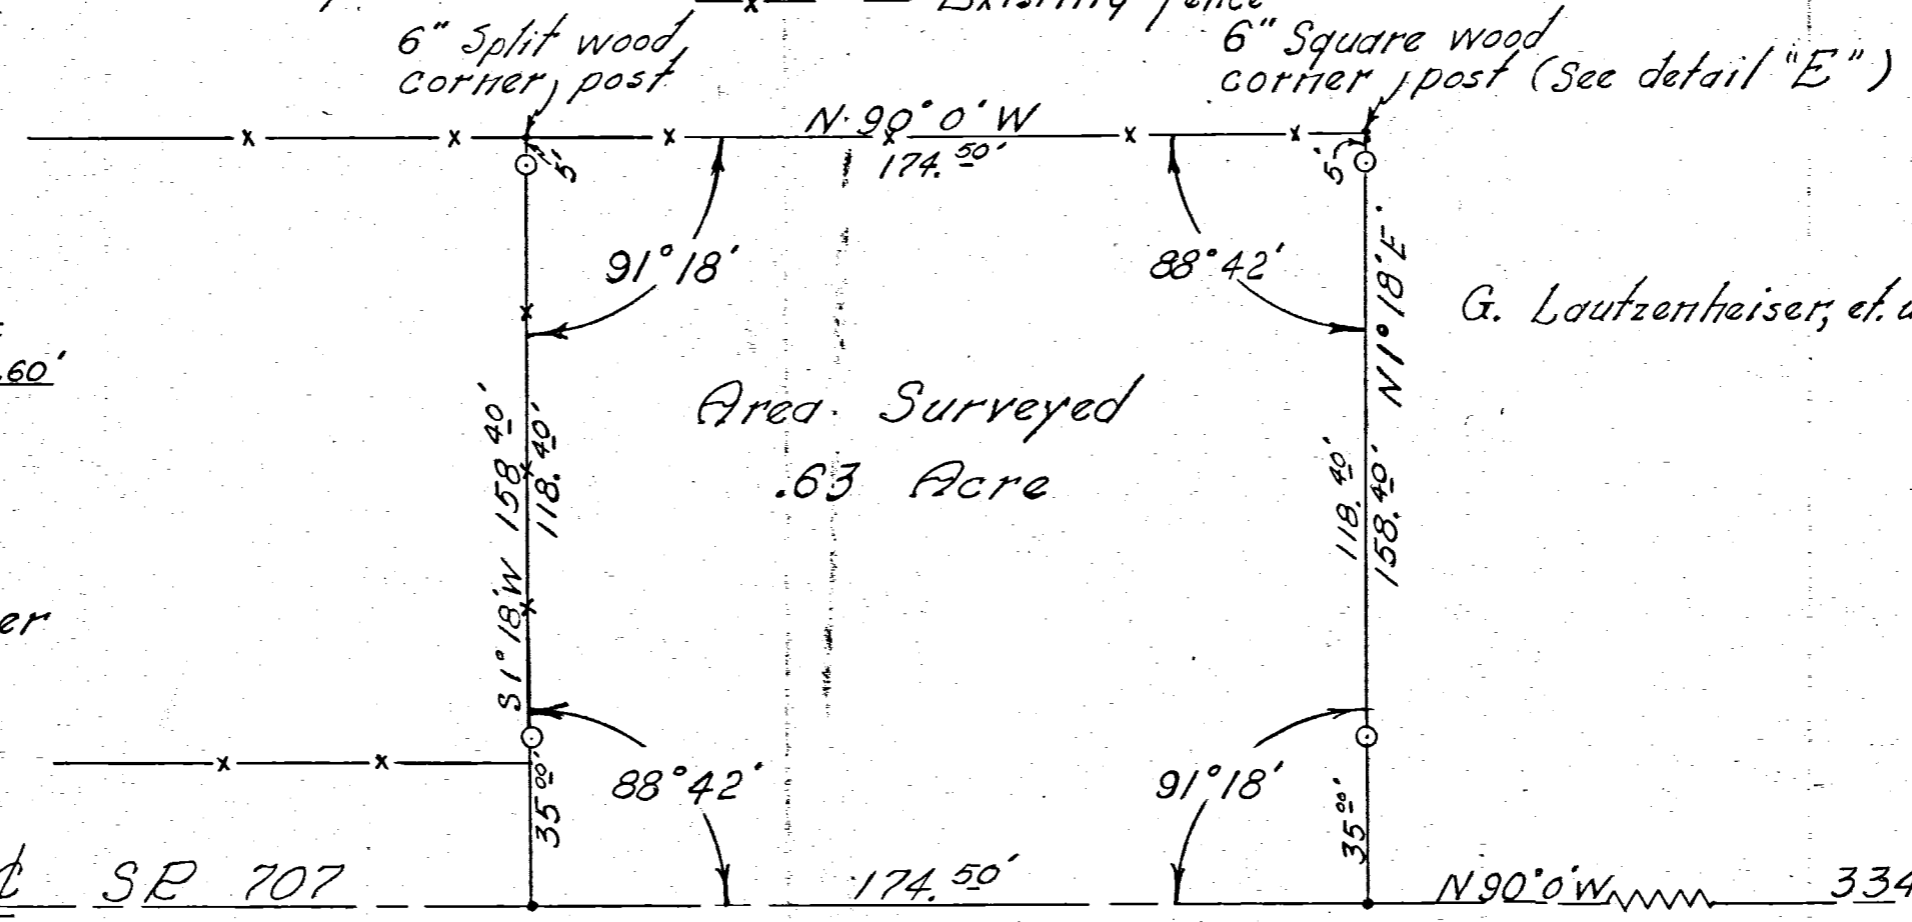 Existing fence
6" Split wood
corner post
6" Square wood
corner post (See detail "E")
N. 90° 0' W
174.50'
5'
5'
91°18'
88°42'
N 1° 18' E.
G. Lautzenheiser, et.
.60'
S 1° 18' W 158.40'
118.40'
Area Surveyed
.63 Acre
118.40'
158.40'
er
88°42'
91°18'
35.00'
35.00'
SR 707
174.50'
N 90° 0' W
334